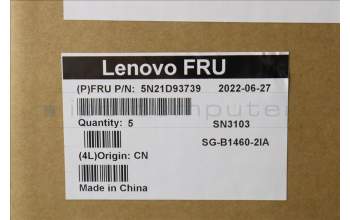 Lenovo FRU
(P)FRU P/N: 5N21D93739 2022-06-27
Quantity: 5 SN3103
SG-B1460-2IA
(4L)Origin: CN
Made in China